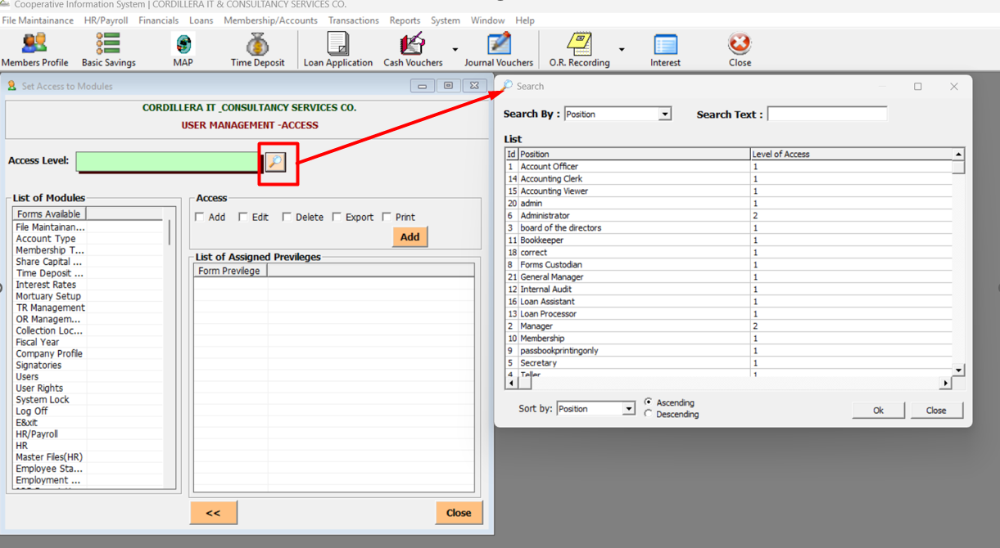 Cooperative Information System | CORDILLERA IT & CONSULTANCY SERVICES CO.
File Maintainance HR/Payroll Financials Loans Membership/Accounts Transactions Reports System Window Help
Members Profile Basic Savings MAP Time Deposit Loan Application Cash Vouchers Journal Vouchers O.R. Recording Interest Close
Set Access to Modules
CORDILLERA IT _CONSULTANCY SERVICES CO.
USER MANAGEMENT -ACCESS
Access Level:
List of Modules
Forms Available
File Maintainan...
Account Type
Membership T...
Share Capital ...
Time Deposit ...
Interest Rates
Mortuary Setup
TR Management
OR Managem...
Collection Loc...
Fiscal Year
Company Profile
Signatories
Users
User Rights
System Lock
Log Off
E&xit
HR/Payroll
HR
Master Files(HR)
Employee Sta...
Employment ...
Access
Add Edit Delete Export Print
Add
List of Assigned Previleges
Form Previlege
<<
Close
Search
Search By : Position
Search Text :
List
Id Position Level of Access
1 Account Officer 1
14 Accounting Clerk 1
15 Accounting Viewer 1
20 admin 1
6 Administrator 2
3 board of the directors 1
11 Bookkeeper 1
18 correct 1
8 Forms Custodian 1
21 General Manager 1
12 Internal Audit 1
16 Loan Assistant 1
13 Loan Processor 1
2 Manager 2
10 Membership 1
9 passbookprintingonly 1
5 Secretary 1
4 Teller 1
Sort by: Position
Ascending
Descending
Ok
Close